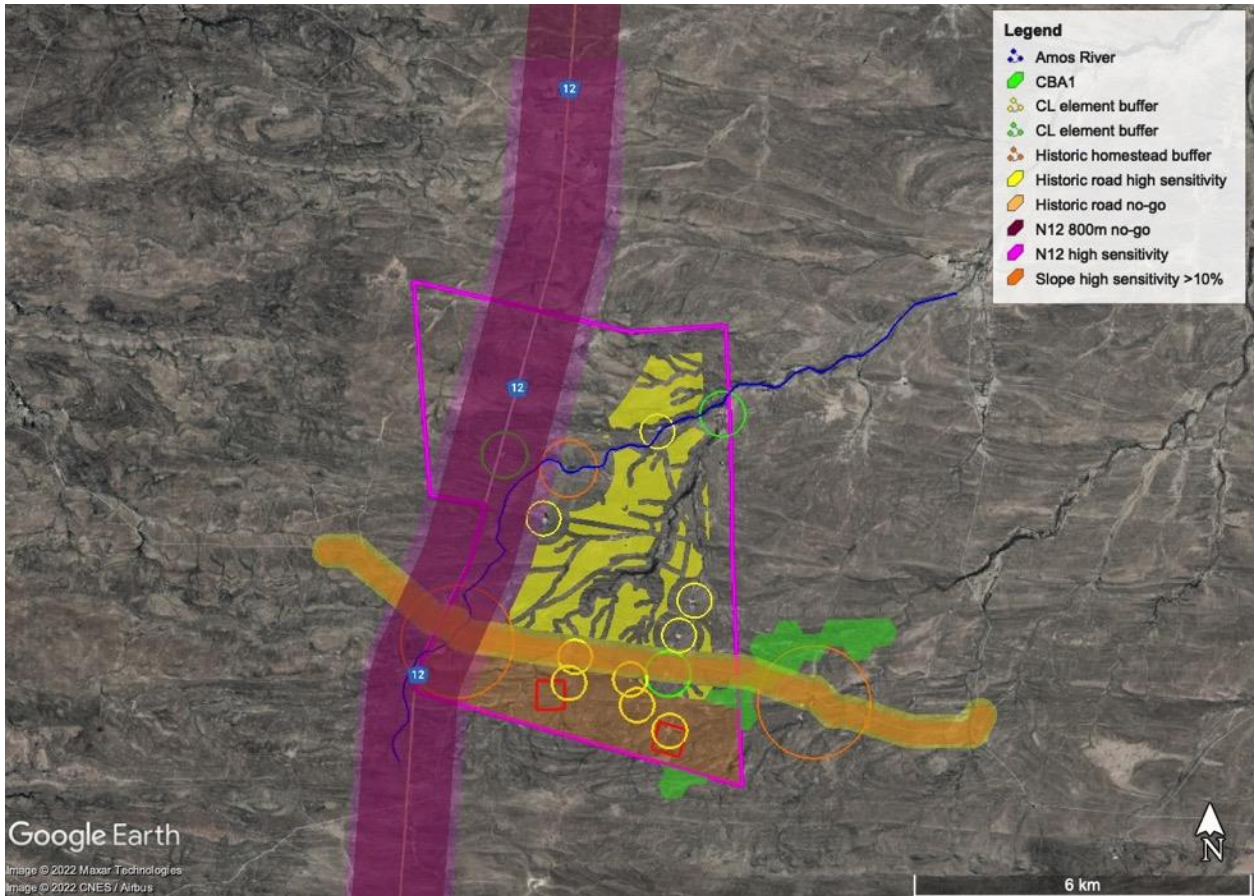 Legend
Amos River
CBA1
CL element buffer
CL element buffer
Historic homestead buffer
Historic road high sensitivity
Historic road no-go
N12 800m no-go
N12 high sensitivity
Slope high sensitivity >10%
12
12
12
Google Earth
Image © 2022 Maxar Technologies
Image © 2022 CNES / Airbus
N
6 km